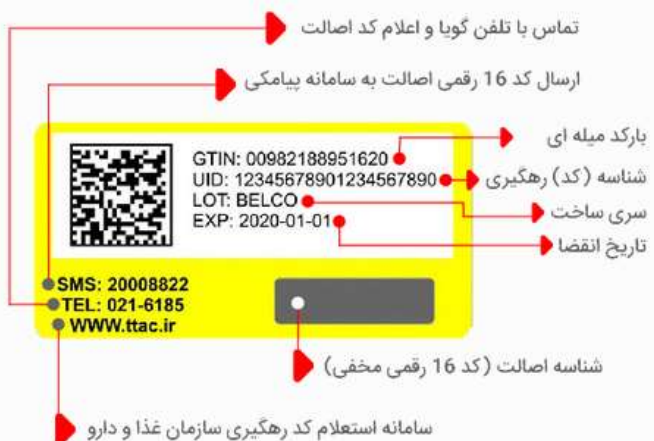 تماس با تلفن گویا و اعلام کد اصالت
ارسال کد 16 رقمی اصالت به سامانه پیامکی
بارکد میله ای
GTIN: 00982188951620
شناسه (کد) رهگیری
UID: 12345678901234567890
سری ساخت
LOT: BELCO
تاریخ انقضا
EXP: 2020-01-01
SMS: 20008822
TEL: 021-6185
WWW.ttac.ir
شناسه اصالت (کد 16 رقمی مخفی)
سامانه استعلام کد رهگیری سازمان غذا و دارو